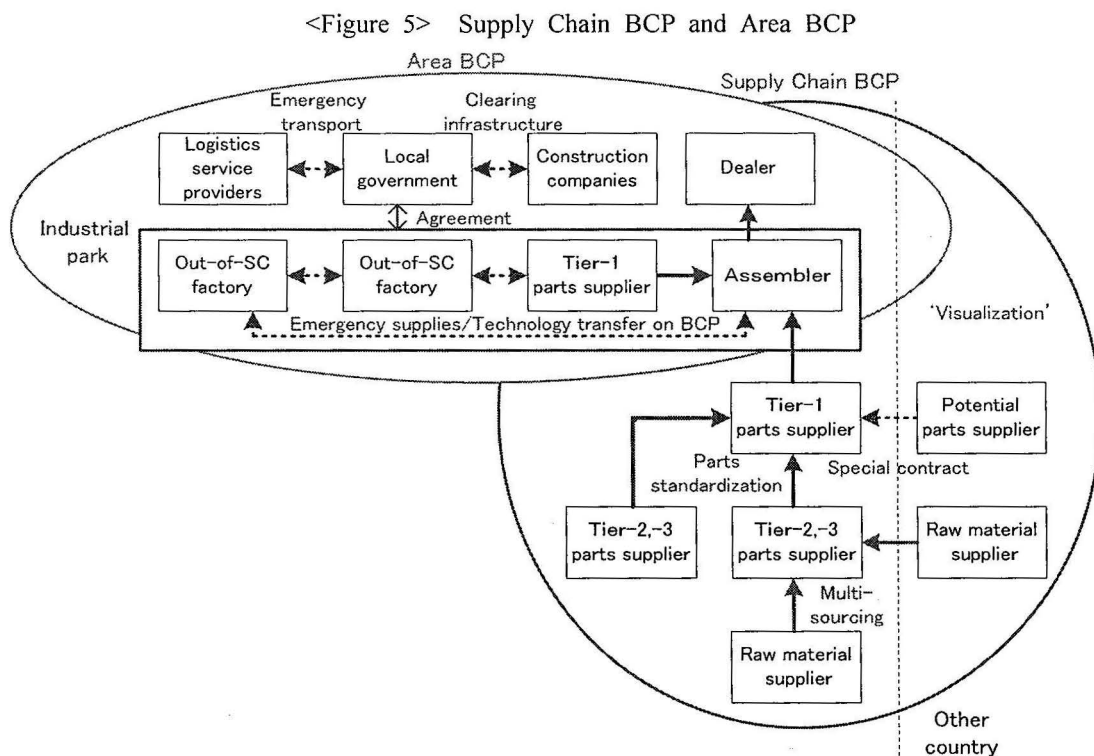 <Figure 5> Supply Chain BCP and Area BCP
Area BCP
Supply Chain BCP
Emergency
transport
Clearing
infrastructure
Logistics
service
providers
Local
government
Construction
companies
Dealer
Agreement
Industrial
park
Out-of-SC
factory
Out-of-SC
factory
Tier-1
parts supplier
Assembler
Emergency supplies/Technology transfer on BCP
'Visualization'
Tier-1
parts supplier
Potential
parts supplier
Parts
standardization
Special contract
Tier-2,-3
parts supplier
Tier-2,-3
parts supplier
Raw material
supplier
Multi-
sourcing
Raw material
supplier
Other
country